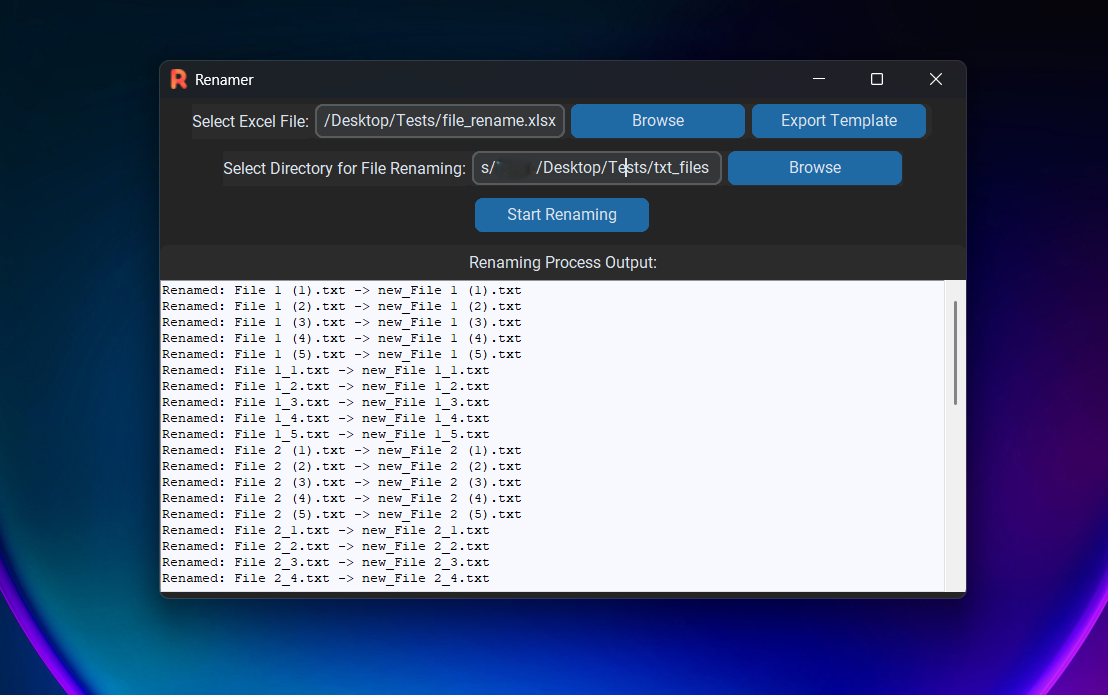 R Renamer
Select Excel File: /Desktop/Tests/file_rename.xlsx Browse Export Template
Select Directory for File Renaming: s/ /Desktop/Tests/txt_files Browse
Start Renaming
Renaming Process Output:
Renamed: File 1 (1).txt -> new_File 1 (1).txt
Renamed: File 1 (2).txt -> new_File 1 (2).txt
Renamed: File 1 (3).txt -> new_File 1 (3).txt
Renamed: File 1 (4).txt -> new_File 1 (4).txt
Renamed: File 1 (5).txt -> new_File 1 (5).txt
Renamed: File 1_1.txt -> new_File 1_1.txt
Renamed: File 1_2.txt -> new_File 1_2.txt
Renamed: File 1_3.txt -> new_File 1_3.txt
Renamed: File 1_4.txt -> new_File 1_4.txt
Renamed: File 1_5.txt -> new_File 1_5.txt
Renamed: File 2 (1).txt -> new_File 2 (1).txt
Renamed: File 2 (2).txt -> new_File 2 (2).txt
Renamed: File 2 (3).txt -> new_File 2 (3).txt
Renamed: File 2 (4).txt -> new_File 2 (4).txt
Renamed: File 2 (5).txt -> new_File 2 (5).txt
Renamed: File 2_1.txt -> new_File 2_1.txt
Renamed: File 2_2.txt -> new_File 2_2.txt
Renamed: File 2_3.txt -> new_File 2_3.txt
Renamed: File 2_4.txt -> new_File 2_4.txt